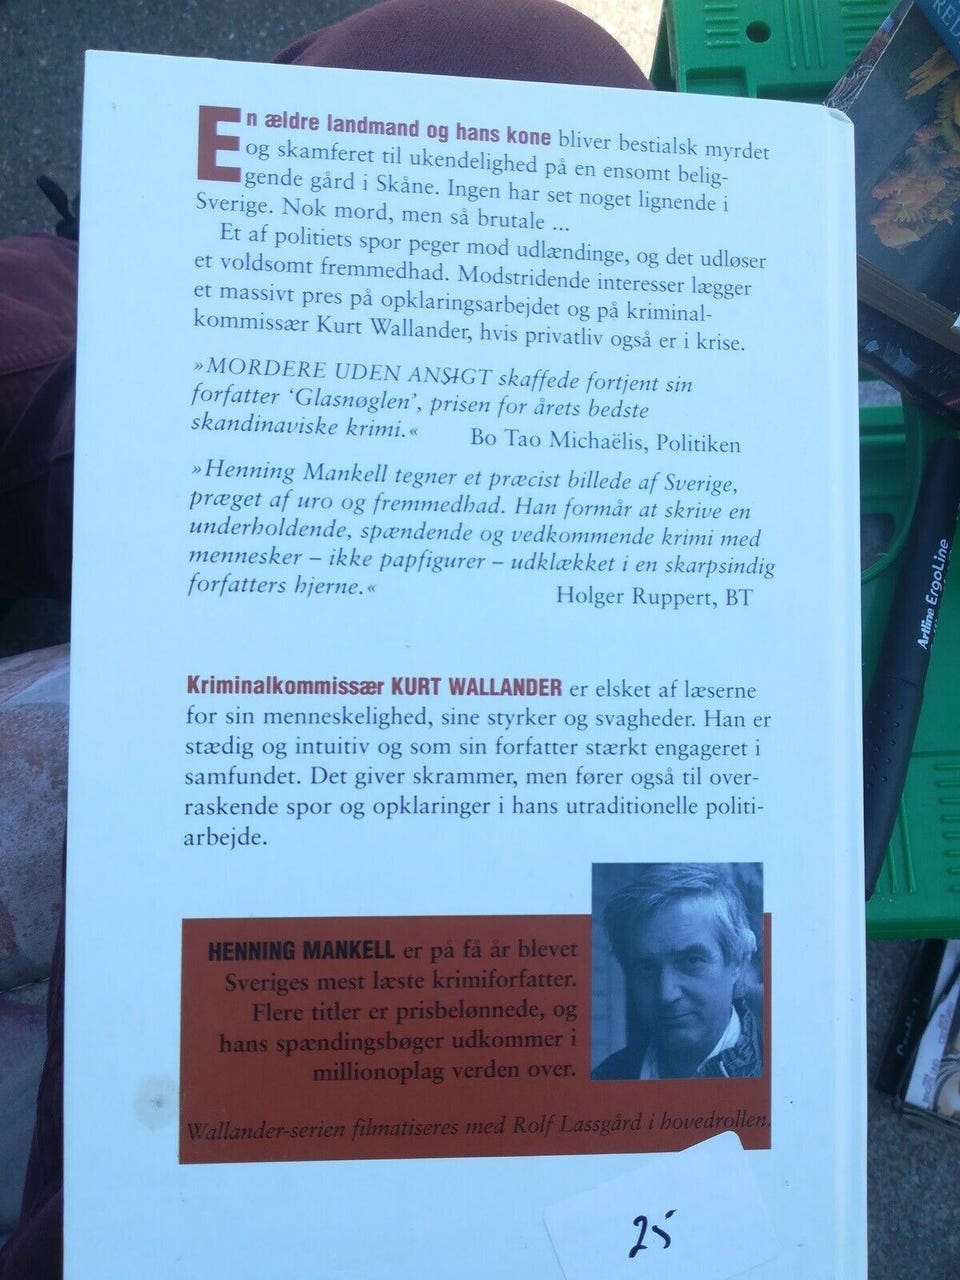 En ældre landmand og hans kone bliver bestialsk myrdet
og skamferet til ukendelighed på en ensomt belig-
gende gård i Skåne. Ingen har set noget lignende i
Sverige. Nok mord, men så brutale ...
Et af politiets spor peger mod udlændinge, og det udløser
et voldsomt fremmedhad. Modstridende interesser lægger
et massivt pres på opklaringsarbejdet og på kriminal-
kommissær Kurt Wallander, hvis privatliv også er i krise.
»MORDERE UDEN ANSIGT skaffede fortjent sin
forfatter ‘Glasnøglen’, prisen for årets bedste
skandinaviske krimi.«
Bo Tao Michaëlis, Politiken
»Henning Mankell tegner et præcist billede af Sverige,
præget af uro og fremmedhad. Han formår at skrive en
underholdende, spændende og vedkommende krimi med
mennesker – ikke papfigurer – udklækket i en skarpsindig
forfatters hjerne.«
Holger Ruppert, BT
Kriminalkommissær KURT WALLANDER er elsket af læserne
for sin menneskelighed, sine styrker og svagheder. Han er
stædig og intuitiv og som sin forfatter stærkt engageret i
samfundet. Det giver skrammer, men fører også til over-
raskende spor og opklaringer i hans utraditionelle politi-
arbejde.
HENNING MANKELL er på få år blevet
Sveriges mest læste krimiforfatter.
Flere titler er prisbelønnede, og
hans spændingsbøger udkommer i
millionoplag verden over.
Wallander-serien filmatiseres med Rolf Lassgård i hovedrollen.
25
Artline ErgoLine